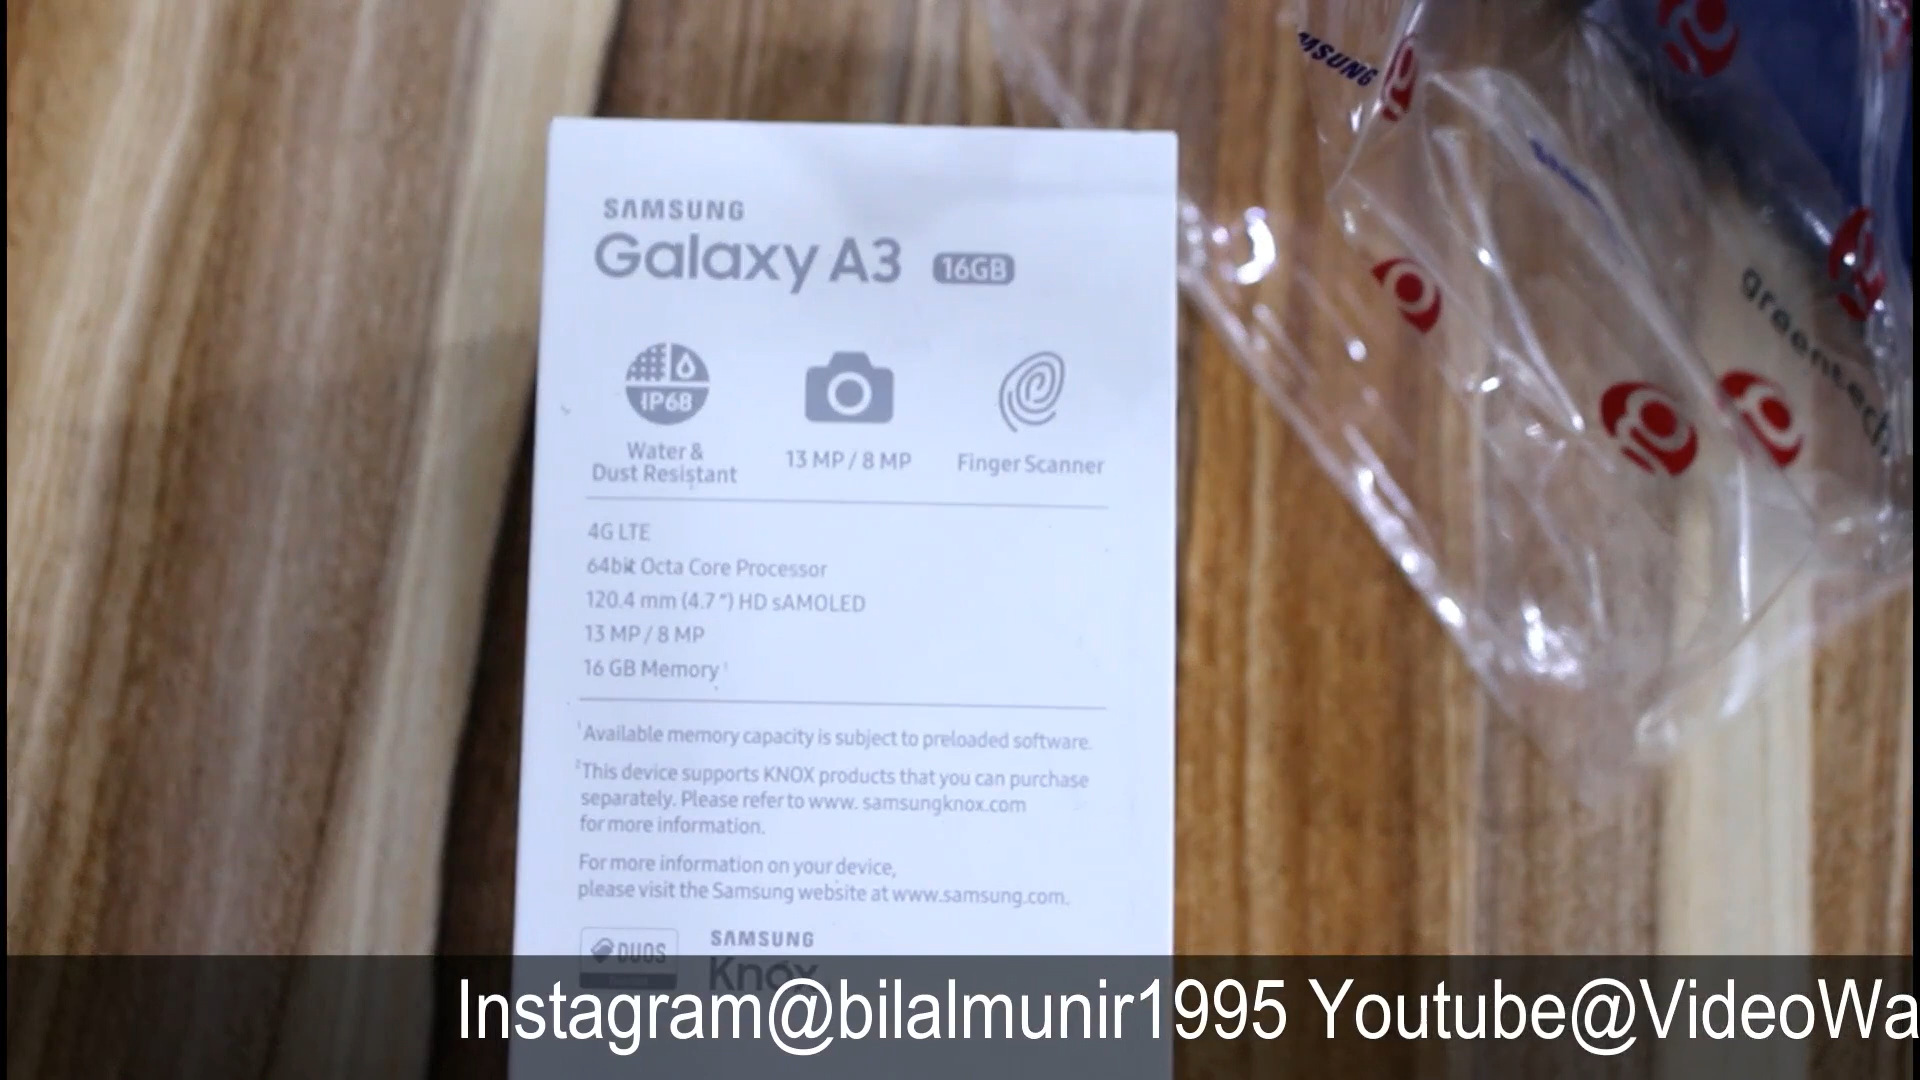 SAMSUNG
Galaxy A3 16GB
IP68
Water &
Dust Resistant
13 MP / 8 MP
Finger Scanner
4G LTE
64bit Octa Core Processor
120.4 mm (4.7") HD sAMOLED
13 MP / 8 MP
16 GB Memory¹
¹Available memory capacity is subject to preloaded software.
²This device supports KNOX products that you can purchase
separately. Please refer to www. samsungknox.com
for more information.
For more information on your device,
please visit the Samsung website at www.samsung.com.
DUOS
SAMSUNG
Knox
MSUNG
greentech
Instagram@bilalmunir1995 Youtube@VideoWa